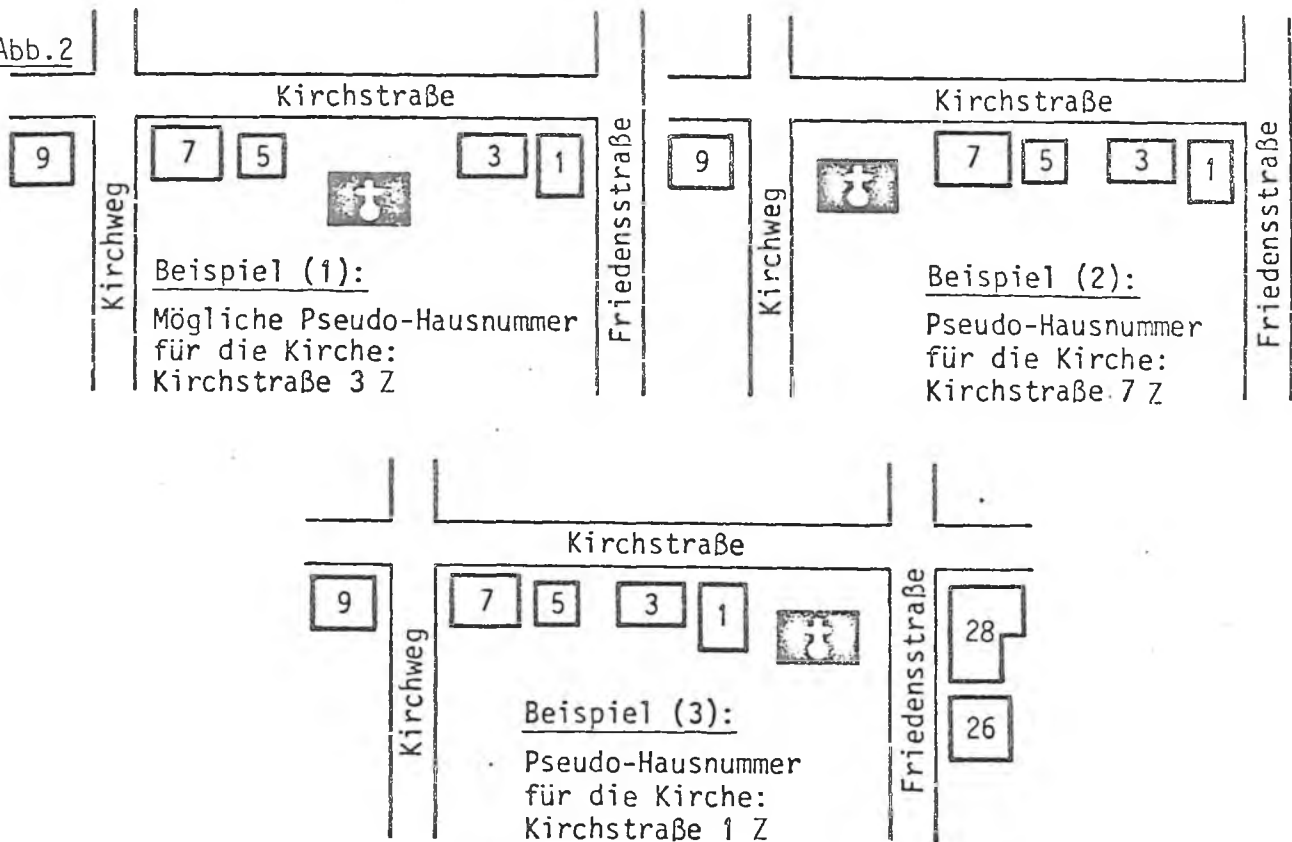 Abb.2
Kirchstraße
9
7
5
3
1
Kirchweg
Friedensstraße
Beispiel (1):
Mögliche Pseudo-Hausnummer
für die Kirche:
Kirchstraße 3 Z
Kirchstraße
9
7
5
3
1
Kirchweg
Friedensstraße
Beispiel (2):
Pseudo-Hausnummer
für die Kirche:
Kirchstraße 7 Z
Kirchstraße
9
7
5
3
1
28
26
Kirchweg
Friedensstraße
Beispiel (3):
Pseudo-Hausnummer
für die Kirche:
Kirchstraße 1 Z